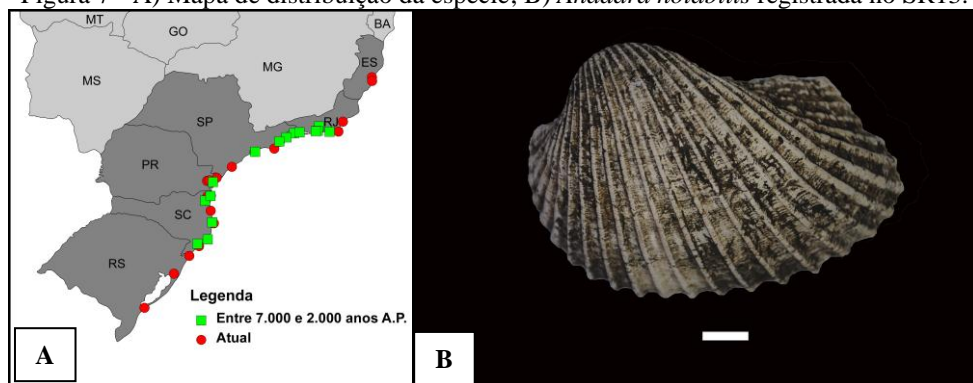 Figura 7 - A) Mapa de distribuição da espécie; B) Anadara notabilis registrada no SR15.
MT
GO
BA
MS
MG
ES
SP
RJ
PR
SC
RS
Legenda
Entre 7.000 e 2.000 anos A.P.
Atual
A
B